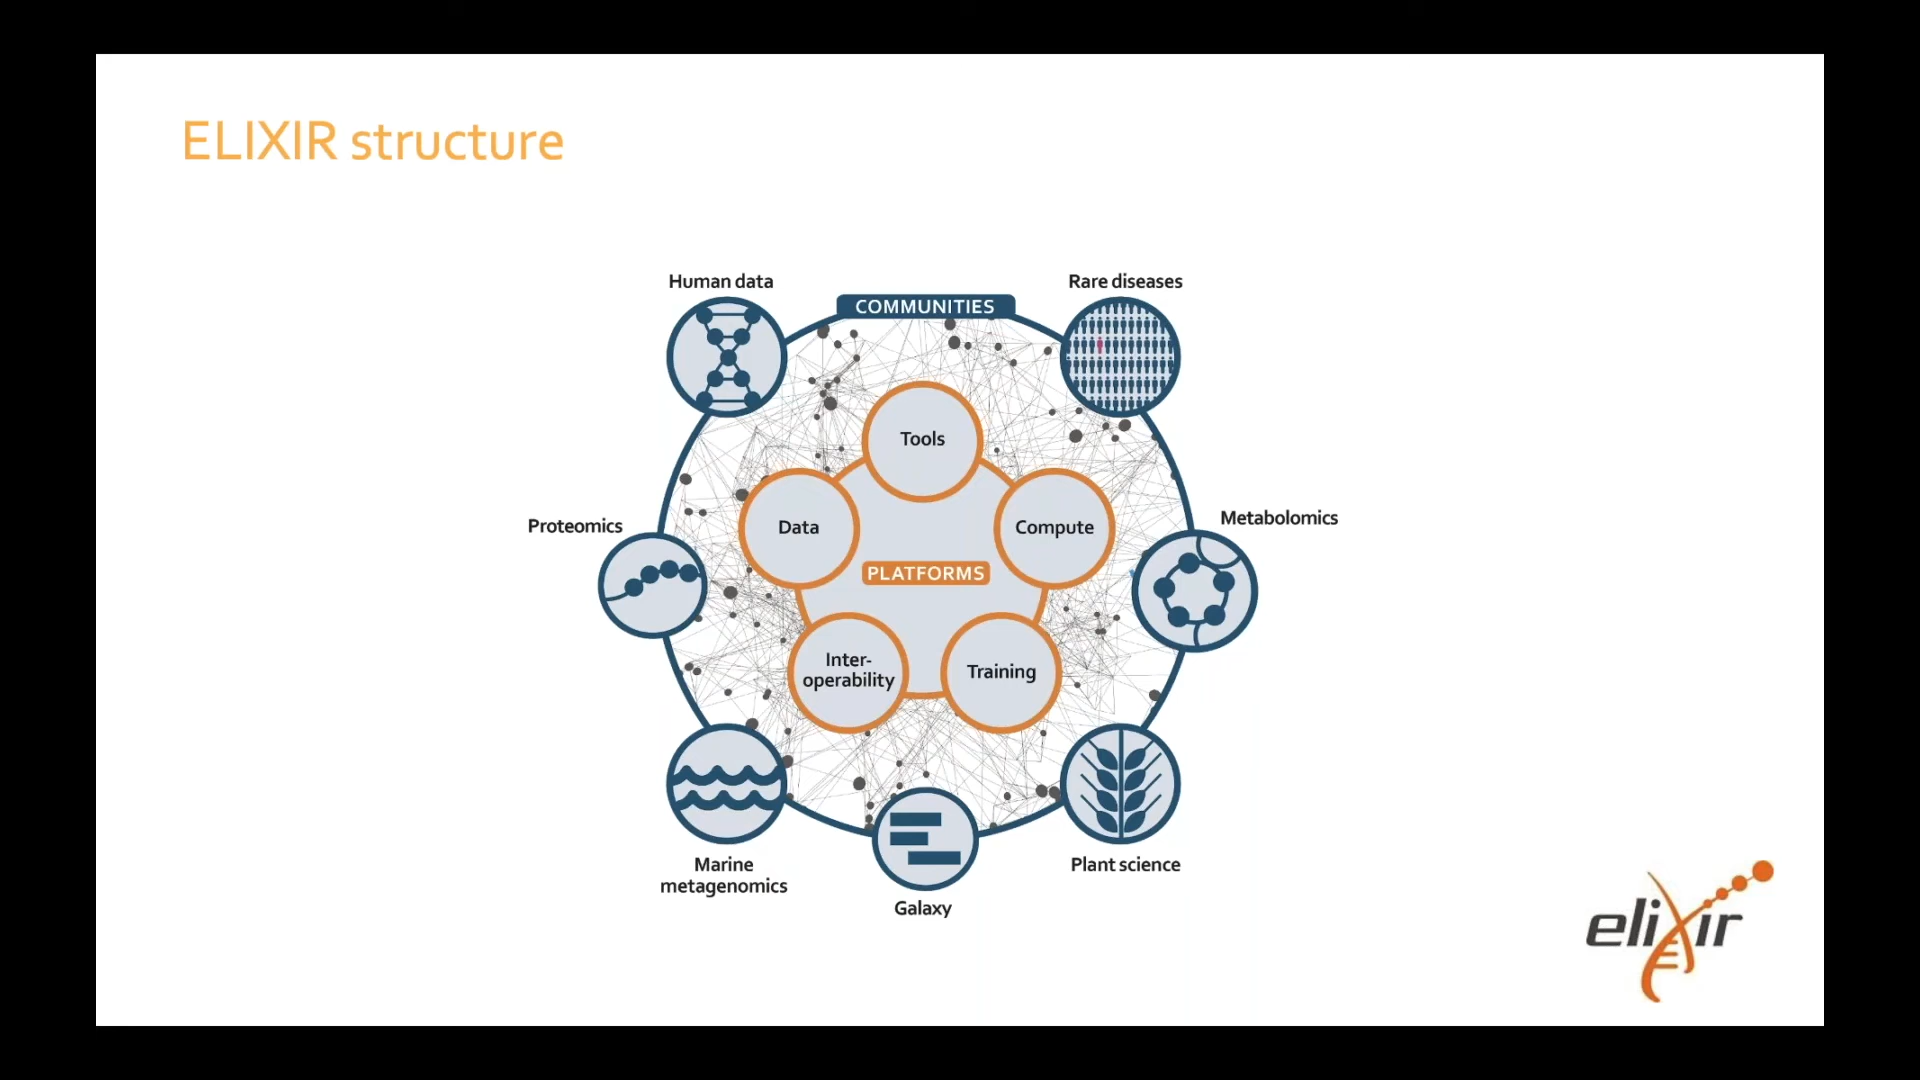 ELIXIR structure
Human data
Rare diseases
COMMUNITIES
Tools
Proteomics
Data
Compute
Metabolomics
PLATFORMS
Inter-
operability
Training
Marine
metagenomics
Galaxy
Plant science
elixir